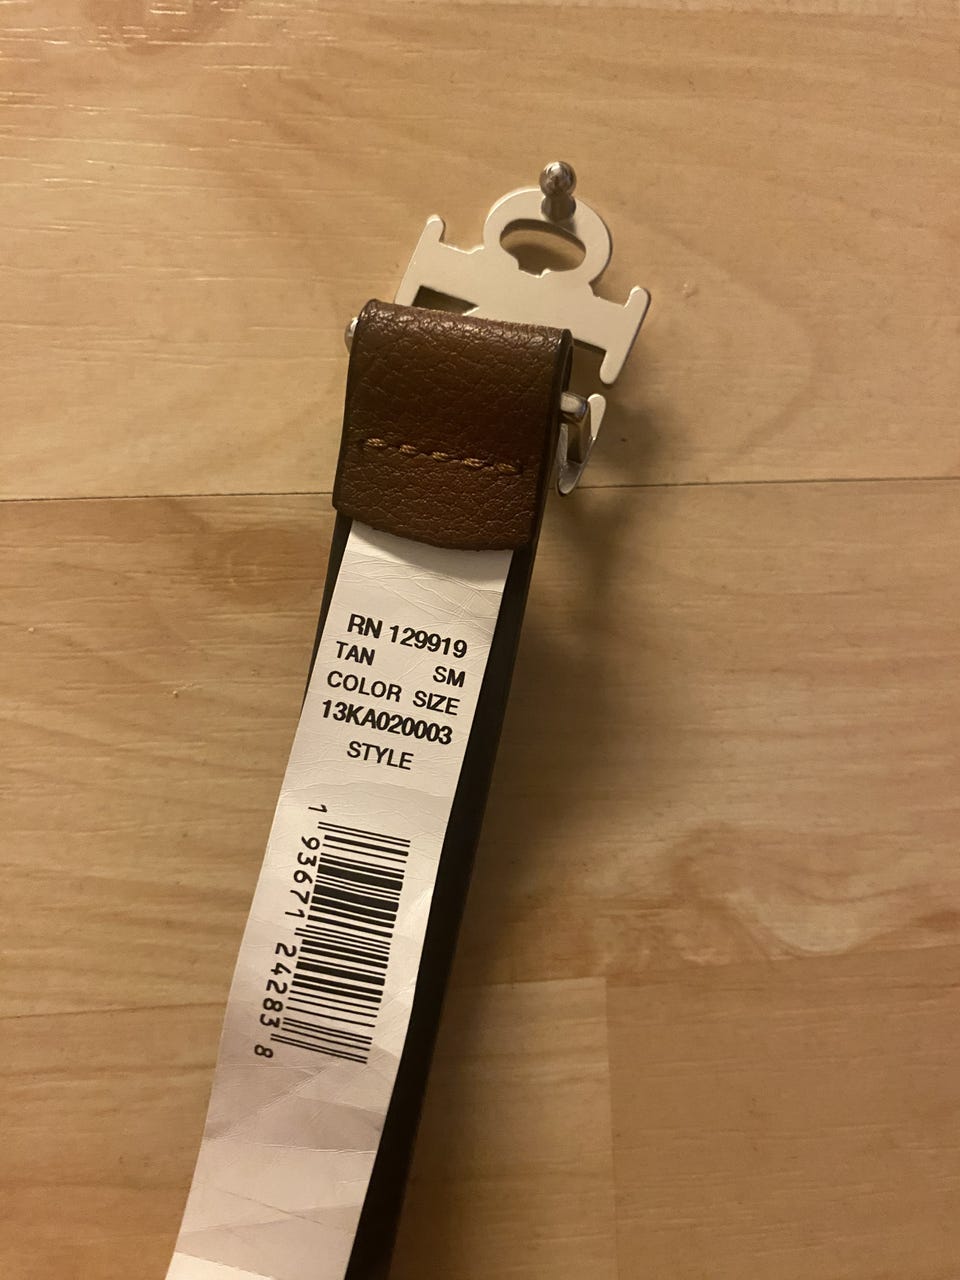 RN 129919
TAN SM
COLOR SIZE
13KA020003
STYLE
1 93671 24283 8